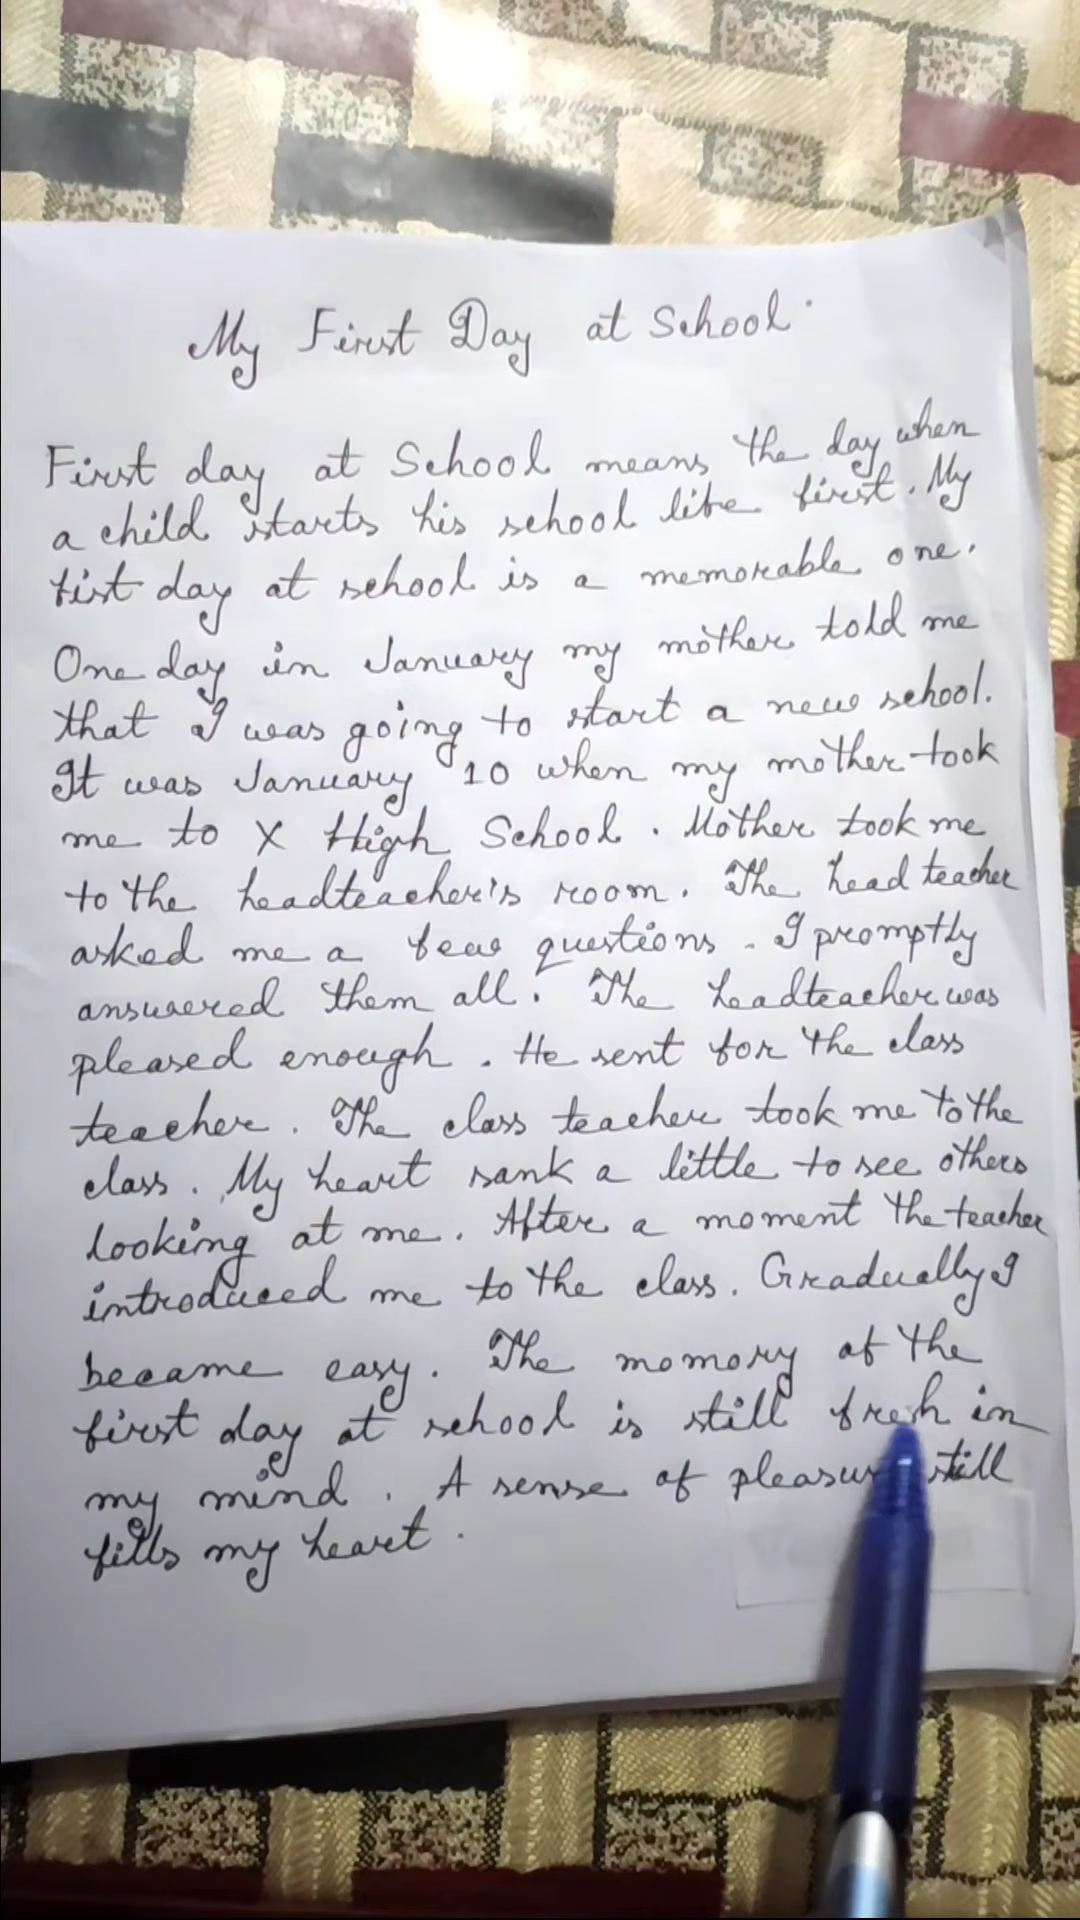 My First Day at School
First day at School means the day when
a child starts his school life first. My
fist day at school is a memorable one.
One day in January my mother told me
that I was going to start a new school.
It was January 10 when my mother took
me to X High School. Mother took me
to the headteacher's room. The head teacher
asked me a few questions. I promptly
answered them all. The headteacher was
pleased enough. He sent for the class
teacher. The class teacher took me to the
class. My heart sank a little to see others
looking at me. After a moment the teacher
introduced me to the class. Gradually I
became easy. The momory of the
first day at school is still fresh in
my mind. A sense of still
fills my heart.